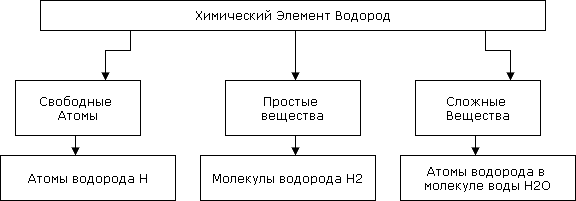 Химический Элемент Водород
Свободные
Атомы
Простые
вещества
Сложные
Вещества
Атомы водорода Н
Молекулы водорода Н2
Атомы водорода в
молекуле воды Н2О